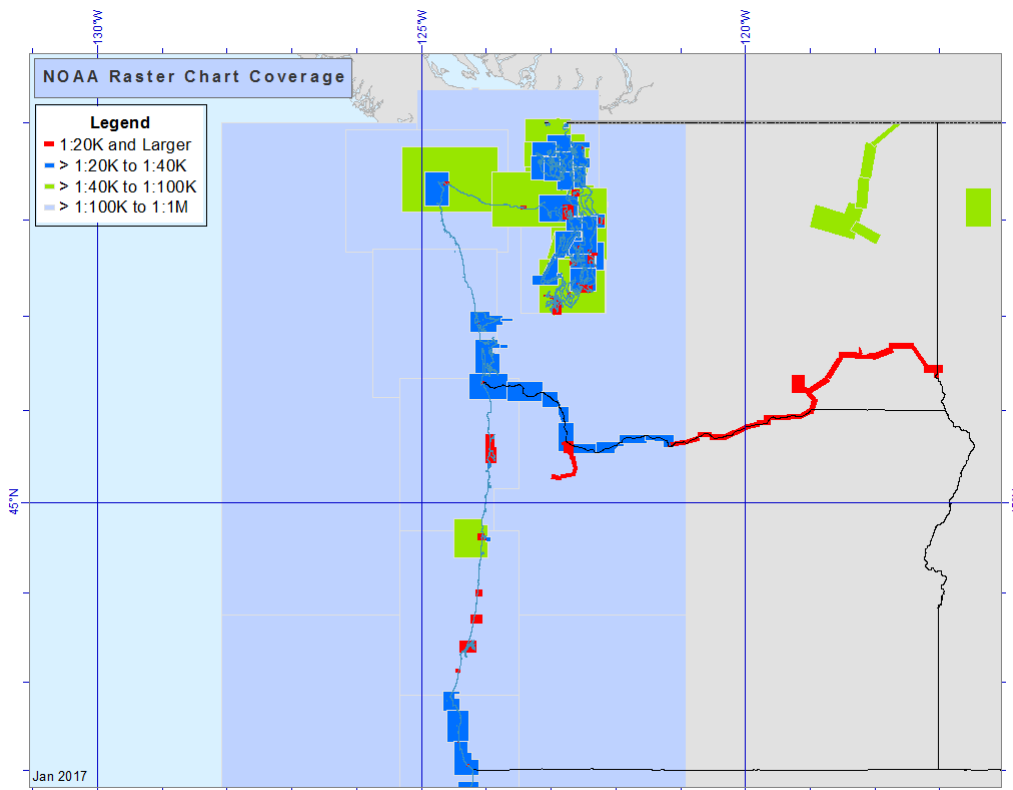 130°W
125°W
120°W
NOAA Raster Chart Coverage
Legend
1:20K and Larger
> 1:20K to 1:40K
> 1:40K to 1:100K
> 1:100K to 1:1M
45°N
Jan 2017